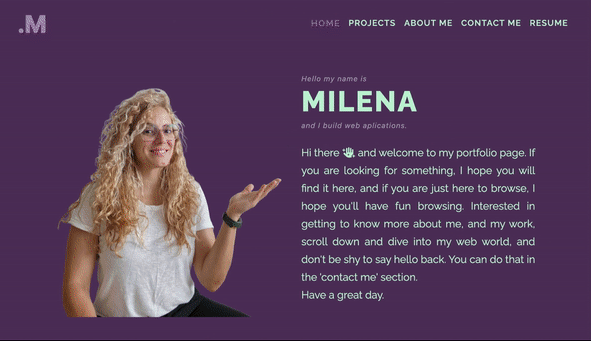 .M
HOME PROJECTS ABOUT ME CONTACT ME RESUME
Hello my name is
MILENA
and I build web aplications.
Hi there 👋, and welcome to my portfolio page. If
you are looking for something, I hope you will
find it here, and if you are just here to browse, I
hope you'll have fun browsing. Interested in
getting to know more about me, and my work,
scroll down and dive into my web world, and
don't be shy to say hello back. You can do that in
the 'contact me' section.
Have a great day.